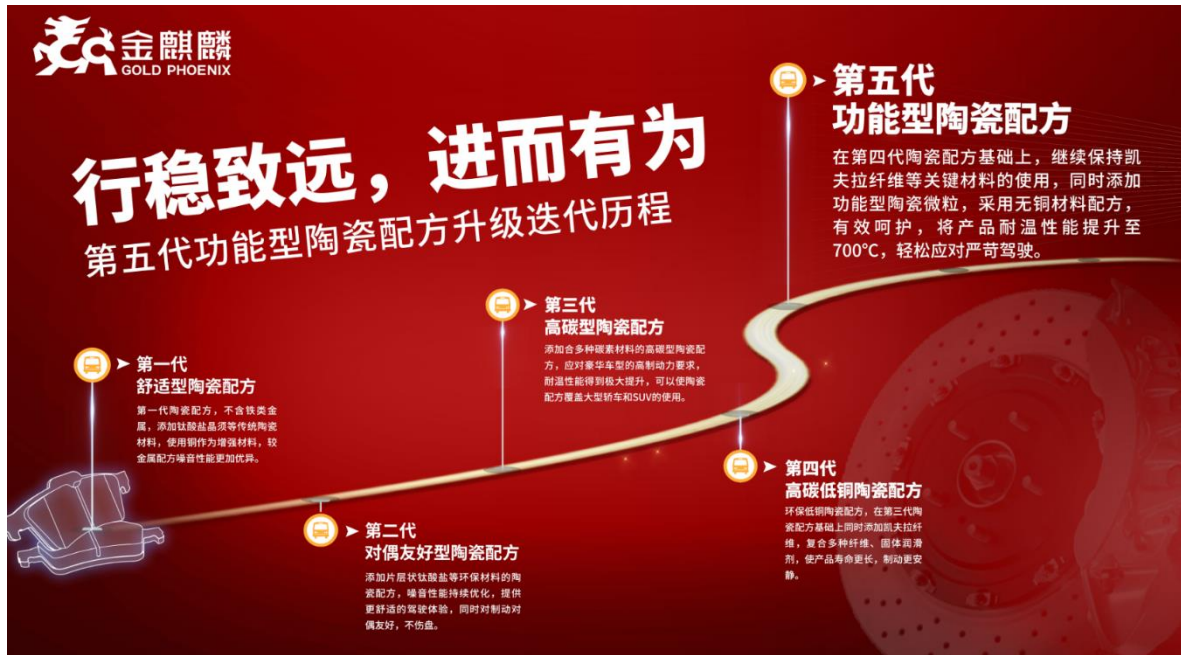 金麒麟
GOLD PHOENIX
行稳致远，进而有为
第五代功能型陶瓷配方升级迭代历程
第一代
舒适型陶瓷配方
第一代陶瓷配方，不含铁类金
属，添加钛酸盐晶须等传统陶瓷
材料，使用铜作为增强材料，较
金属配方噪音性能更加优异。
第二代
对偶友好型陶瓷配方
添加片层状钛酸盐等环保材料的陶
瓷配方，噪音性能持续优化，提供
更舒适的驾驶体验，同时对制动对
偶友好，不伤盘。
第三代
高碳型陶瓷配方
添加合多种碳素材料的高碳型陶瓷配
方，应对豪华车型的高制动力要求，
耐温性能得到极大提升，可以使陶瓷
配方覆盖大型轿车和SUV的使用。
第四代
高碳低铜陶瓷配方
环保低铜陶瓷配方，在第三代陶
瓷配方基础上同时添加凯夫拉纤
维，复合多种纤维、固体润滑
剂，使产品寿命更长，制动更安
静。
第五代
功能型陶瓷配方
在第四代陶瓷配方基础上，继续保持凯
夫拉纤维等关键材料的使用，同时添加
功能型陶瓷微粒，采用无铜材料配方，
有效呵护，将产品耐温性能提升至
700℃，轻松应对严苛驾驶。